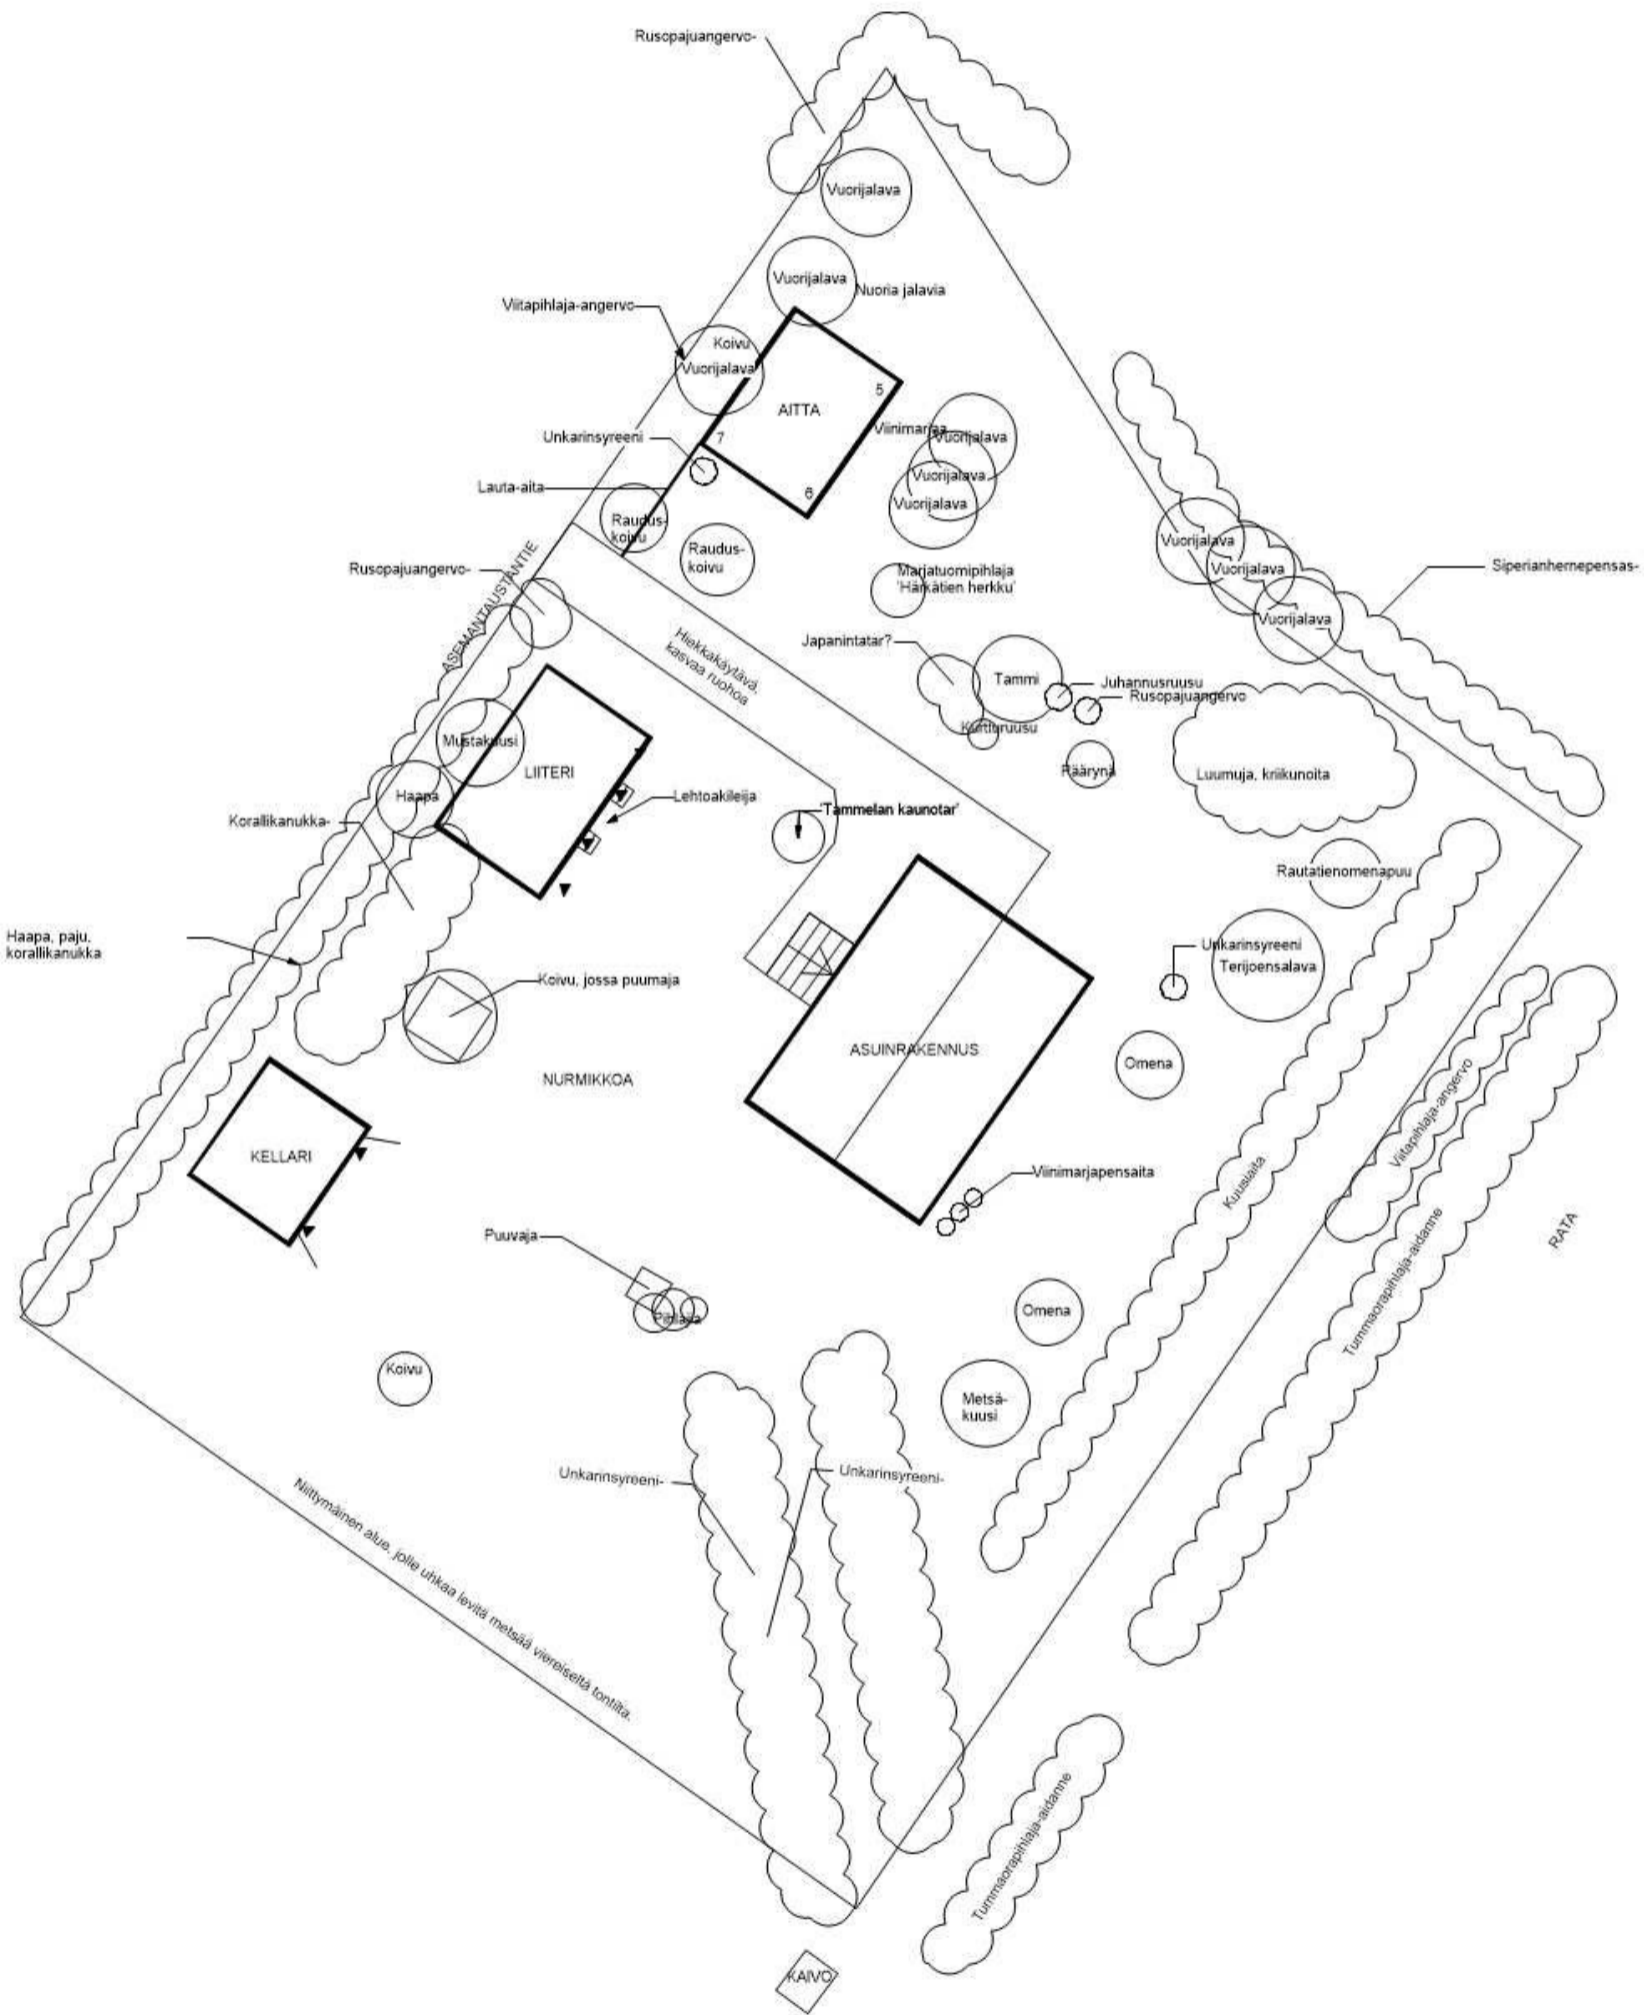 Rusopajuangervo-
Vuorijalava
Vuorijalava
Nuoria jalavia
Viitapihlaja-angervo
Koivu
Vuorijalava
AITTA
5
Viinimarjaa
Vuorijalava
Unkarinsyreeni
7
Vuorijalava
Lauta-aita
6
Vuorijalava
Raudus-
koivu
Raudus-
koivu
Vuorijalava
Vuorijalava
Vuorijalava
Siperianhernepensas-
Rusopajuangervo-
ASEMANTAUSTANTIE
Marjatuomipihlaja
'Härkätien herkku'
Hiekkakäytävä,
kasvaa ruohoa
Japanintatar?
Tammi
Juhannusruusu
Rusopajuangervo
Kurtturuusu
Päärynä
Luumuja, kriikunoita
Mustakuusi
LIITERI
Haapa
Lehtoakileija
Korallikanukka-
'Tammelan kaunotar'
Rautatienomenapuu
Haapa, paju,
korallikanukka
Unkarinsyreeni
Terijoensalava
Koivu, jossa puumaja
ASUINRAKENNUS
Omena
NURMIKKOA
Viitapihlaja-angervo
KELLARI
Viinimarjapensaita
Kuusiaita
RATA
Puuvaja
Pihlaja
Omena
Tummaorapihlaja-aidanne
Koivu
Metsä-
kuusi
Unkarinsyreeni-
Unkarinsyreeni-
Niittymäinen alue, jolle uhkaa levitä metsää viereiseltä tontilta.
Tummaorapihlaja-aidanne
KAIVO